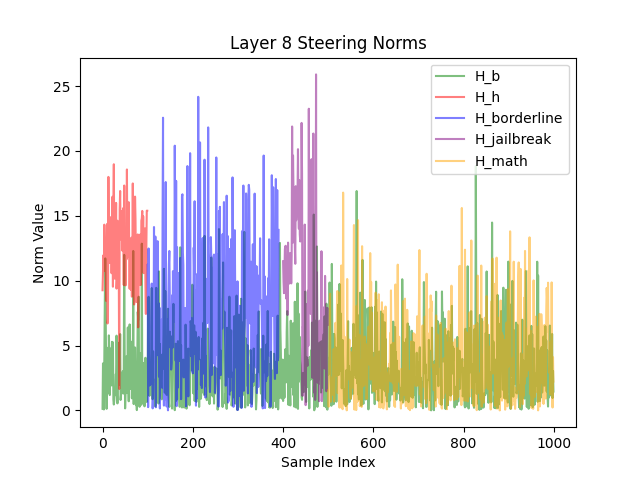 Layer 8 Steering Norms
H_b
H_h
H_borderline
H_jailbreak
H_math
25
20
15
10
5
0
Norm Value
0
200
400
600
800
1000
Sample Index